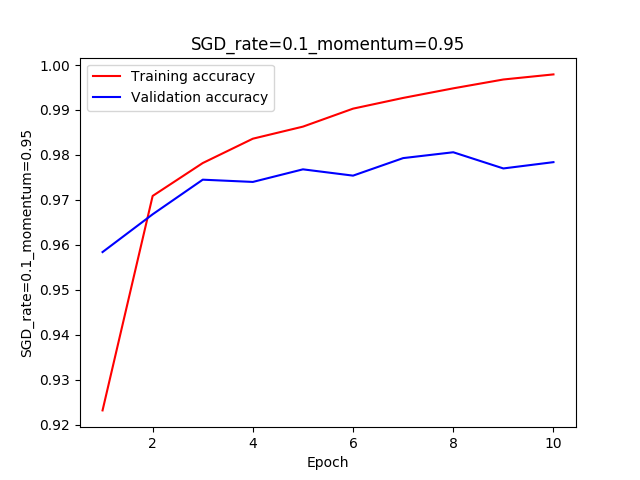 SGD_rate=0.1_momentum=0.95
Training accuracy
Validation accuracy
SGD_rate=0.1_momentum=0.95
1.00
0.99
0.98
0.97
0.96
0.95
0.94
0.93
0.92
2 4 6 8 10
Epoch